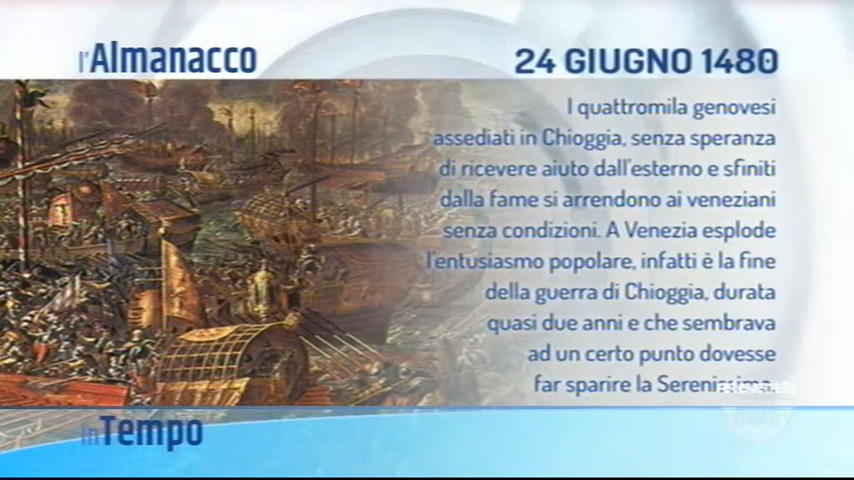 l'Almanacco
24 GIUGNO 1480
I quattromila genovesi
assediati in Chioggia, senza speranza
di ricevere aiuto dall'esterno e sfiniti
dalla fame si arrendono ai veneziani
senza condizioni. A Venezia esplode
l'entusiasmo popolare, infatti è la fine
della guerra di Chioggia, durata
quasi due anni e che sembrava
ad un certo punto dovesse
far sparire la Serenissima.
inTempo